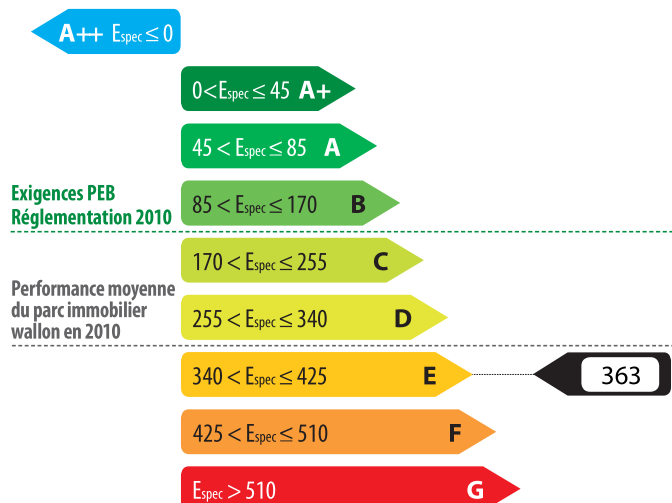 A++ Espec ≤ 0
0 < Espec ≤ 45 A+
45 < Espec ≤ 85 A
Exigences PEB
Réglementation 2010
85 < Espec ≤ 170 B
170 < Espec ≤ 255 C
Performance moyenne
du parc immobilier
wallon en 2010
255 < Espec ≤ 340 D
340 < Espec ≤ 425 E
363
425 < Espec ≤ 510 F
Espec > 510 G